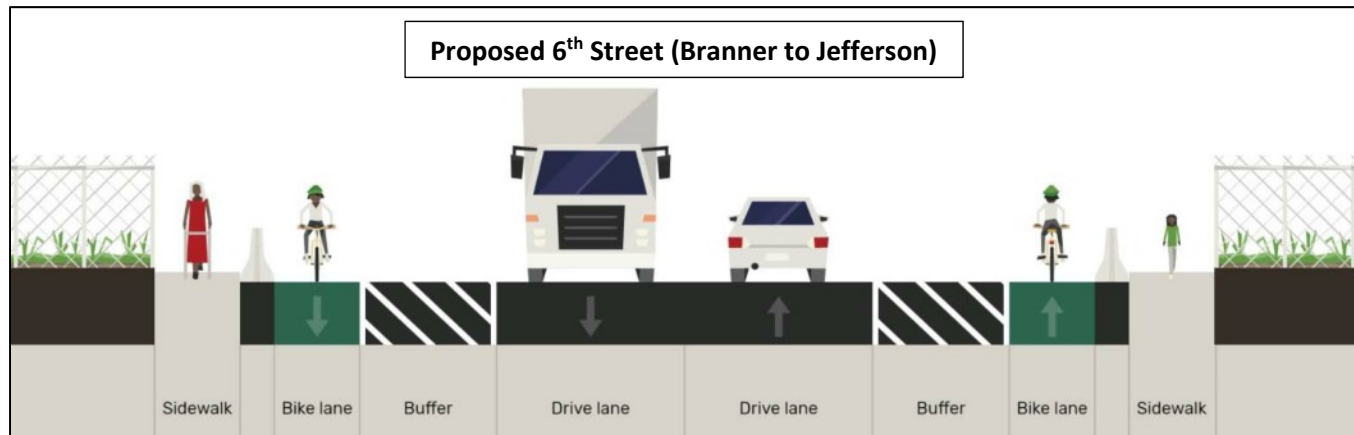 Proposed 6th Street (Branner to Jefferson)
Sidewalk Bike lane Buffer Drive lane Drive lane Buffer Bike lane Sidewalk